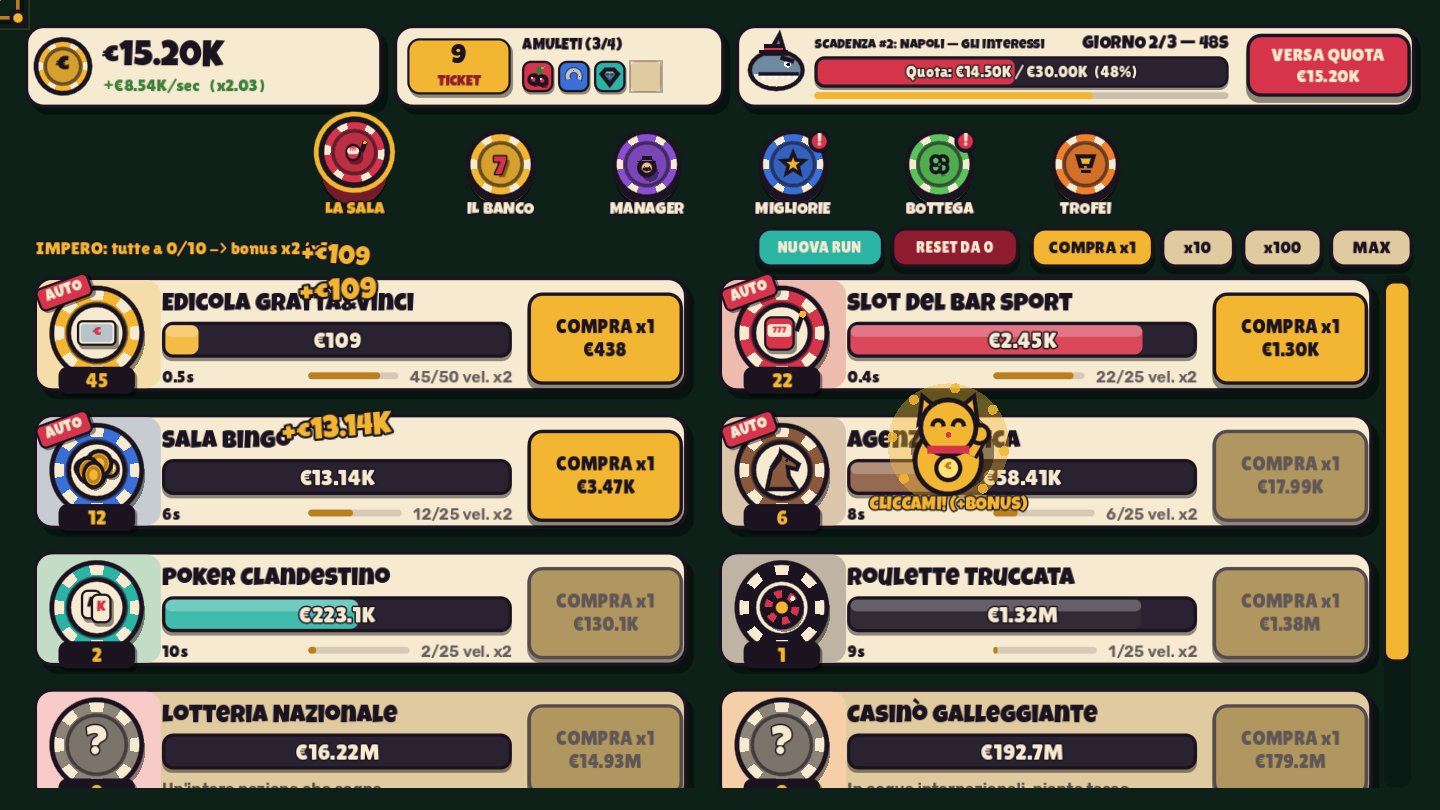 €15.20K
+€8.54K/sec (x2.03)
9
TICKET
AMULETI (3/4)
SCADENZA #2: NAPOLI — GLI INTERESSI
GIORNO 2/3 — 48S
Quota: €14.50K / €30.00K (48%)
VERSA QUOTA
€15.20K
LA SALA
7
IL BANCO
MANAGER
MIGLIORIE
!
BOTTEGA
!
TROFEI
IMPERO: tutte a 0/10 -> bonus x2
+€109
+€109
NUOVA RUN
RESET DA 0
COMPRA x1
x10
x100
MAX
AUTO
EDICOLA GRATTA&VINCI
€109
45
0.5s
45/50 vel. x2
COMPRA x1
€438
AUTO
SLOT DEL BAR SPORT
777
€2.45K
22
0.4s
22/25 vel. x2
COMPRA x1
€1.30K
AUTO
SALA BINGO
+€13.14K
€13.14K
12
6s
12/25 vel. x2
COMPRA x1
€3.47K
AUTO
€58.41K
CLICCAMI! (+BONUS)
6
8s
6/25 vel. x2
COMPRA x1
€17.99K
POKER CLANDESTINO
K
€223.1K
2
10s
2/25 vel. x2
COMPRA x1
€130.1K
ROULETTE TRUCCATA
€1.32M
1
9s
1/25 vel. x2
COMPRA x1
€1.38M
LOTTERIA NAZIONALE
?
€16.22M
COMPRA x1
€14.93M
CASINÒ GALLEGGIANTE
?
€192.7M
COMPRA x1
€179.2M